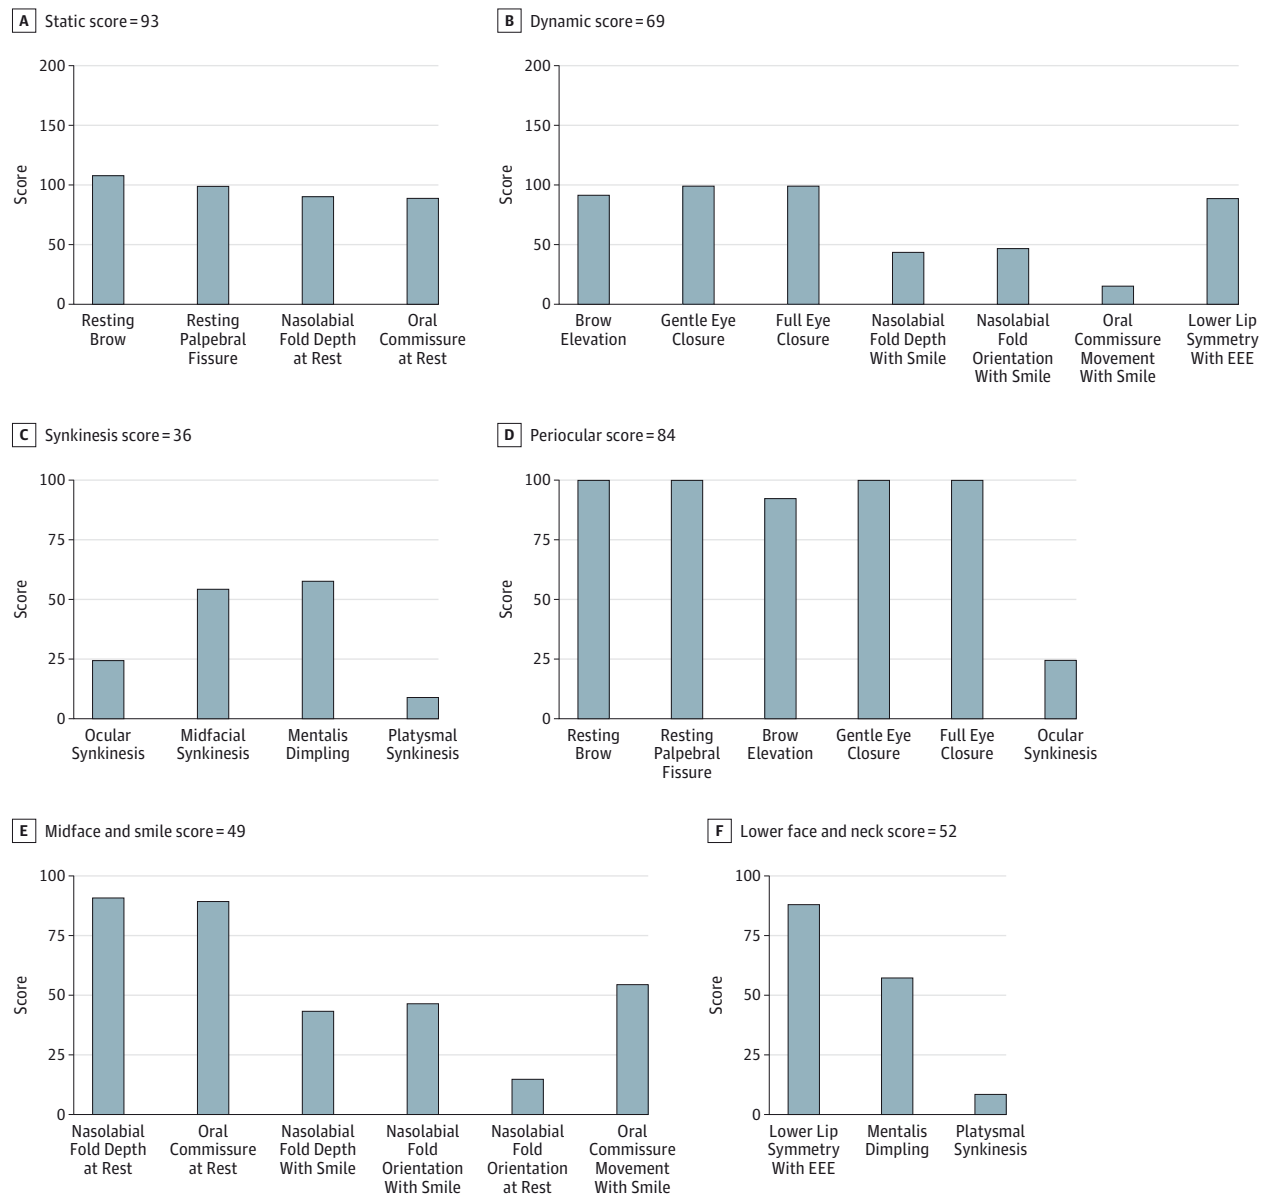 A Static score = 93
200
150
100
50
0
Score
Resting
Brow
Resting
Palpebral
Fissure
Nasolabial
Fold Depth
at Rest
Oral
Commissure
at Rest
B Dynamic score = 69
200
150
100
50
0
Score
Brow
Elevation
Gentle Eye
Closure
Full Eye
Closure
Nasolabial
Fold Depth
With Smile
Nasolabial
Fold
Orientation
With Smile
Oral
Commissure
Movement
With Smile
Lower Lip
Symmetry
With EEE
C Synkinesis score = 36
100
75
50
25
0
Score
Ocular
Synkinesis
Midfacial
Synkinesis
Mentalis
Dimpling
Platysmal
Synkinesis
D Periocular score = 84
100
75
50
25
0
Score
Resting
Brow
Resting
Palpebral
Fissure
Brow
Elevation
Gentle Eye
Closure
Full Eye
Closure
Ocular
Synkinesis
E Midface and smile score = 49
100
75
50
25
0
Score
Nasolabial
Fold Depth
at Rest
Oral
Commissure
at Rest
Nasolabial
Fold Depth
With Smile
Nasolabial
Fold
Orientation
With Smile
Nasolabial
Fold
Orientation
at Rest
Oral
Commissure
Movement
With Smile
F Lower face and neck score = 52
100
75
50
25
0
Score
Lower Lip
Symmetry
With EEE
Mentalis
Dimpling
Platysmal
Synkinesis